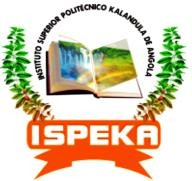 INSTITUTO SUPERIOR POLITÉCNICO KALANDULA DE ANGOLA
ISPEKA